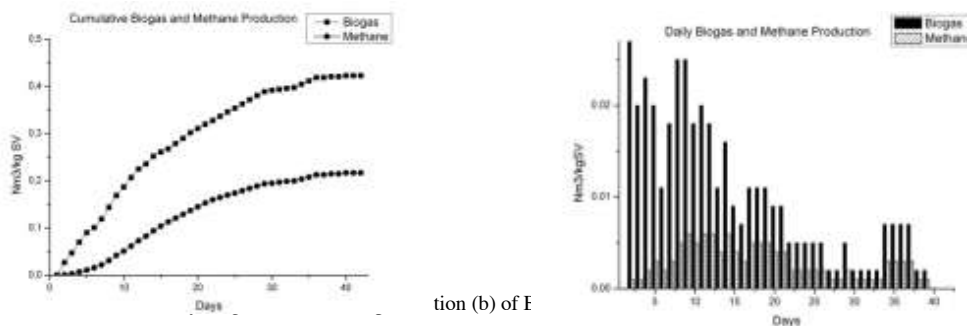 Cumulative Biogas and Methane Production
Biogas
Methane
0.5
0.4
0.3
0.2
0.1
0.0
Nm3/kg SV
0
10
20
30
40
Days
tion (b) of
Daily Biogas and Methane Production
Biogas
Methane
0.02
0.01
0.00
Nm3/kgSV
5
10
15
20
25
30
35
40
Days